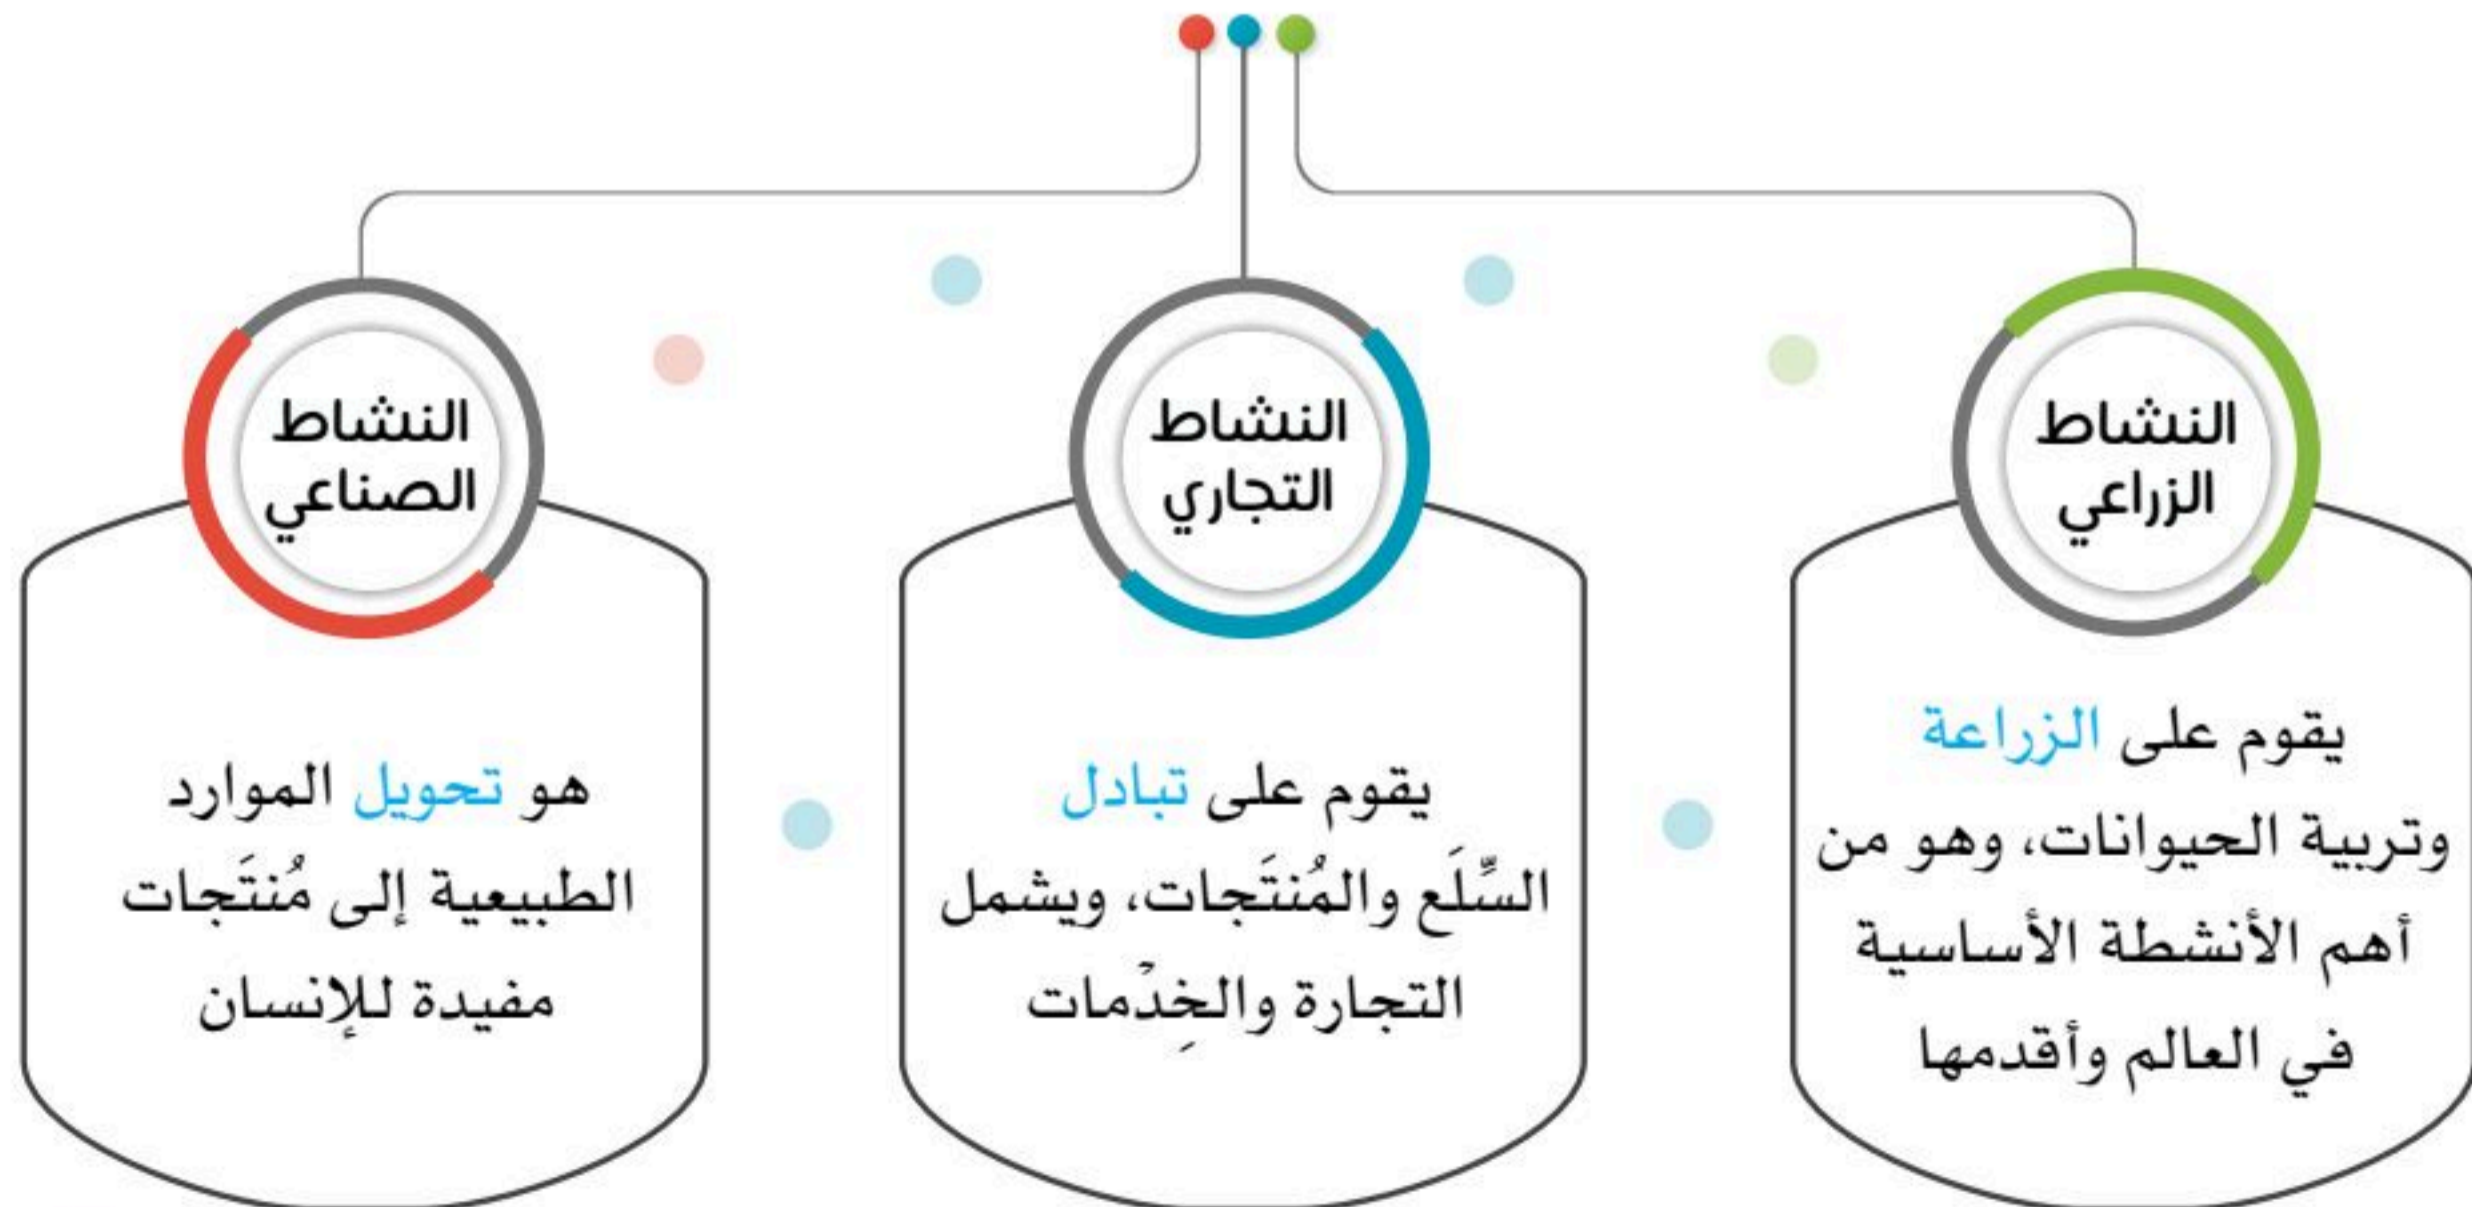 النشاط
الزراعي
يقوم على الزراعة
وتربية الحيوانات، وهو من
أهم الأنشطة الأساسية
في العالم وأقدمها
النشاط
التجاري
يقوم على تبادل
السِّلَع والمُنتَجات، ويشمل
التجارة والخِدْمات
النشاط
الصناعي
هو تحويل الموارد
الطبيعية إلى مُنتَجات
مفيدة للإنسان